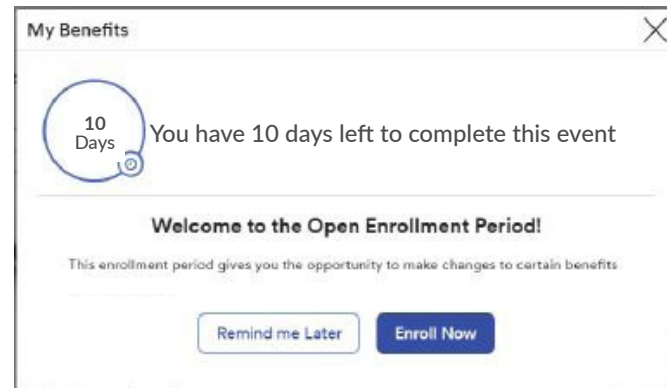 My Benefits
10
Days
You have 10 days left to complete this event
Welcome to the Open Enrollment Period!
This enrollment period gives you the opportunity to make changes to certain benefits
Remind me Later
Enroll Now